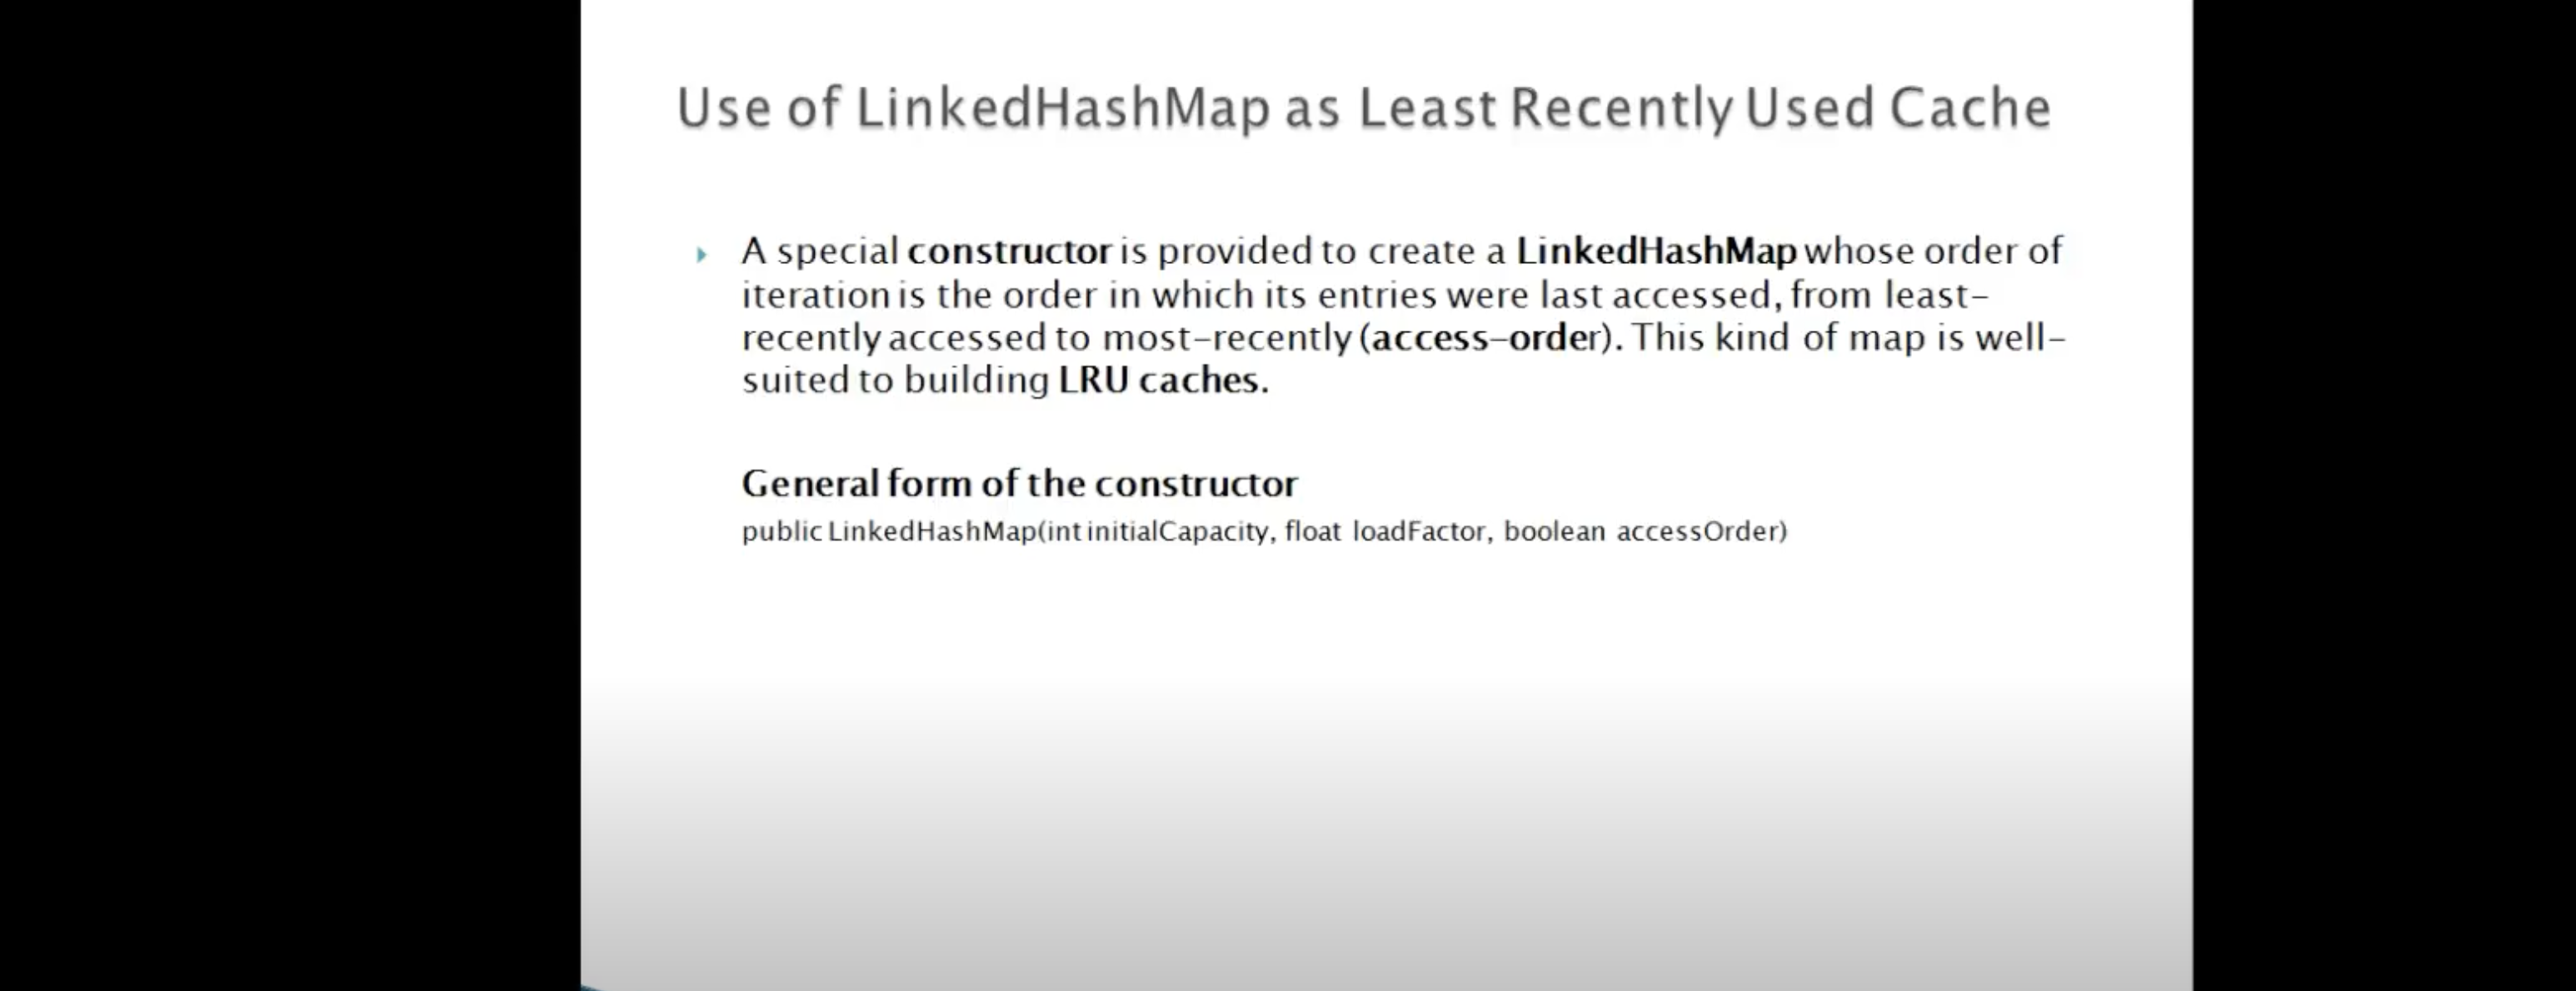 Use of LinkedHashMap as Least Recently Used Cache
A special constructor is provided to create a LinkedHashMap whose order of
iteration is the order in which its entries were last accessed, from least-
recently accessed to most-recently (access-order). This kind of map is well-
suited to building LRU caches.
General form of the constructor
public LinkedHashMap(int initialCapacity, float loadFactor, boolean accessOrder)